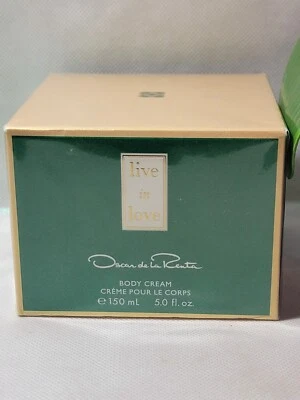 live
in
love
Oscar de la Renta
BODY CREAM
CRÈME POUR LE CORPS
℮ 150 mL 5.0 fl. oz.